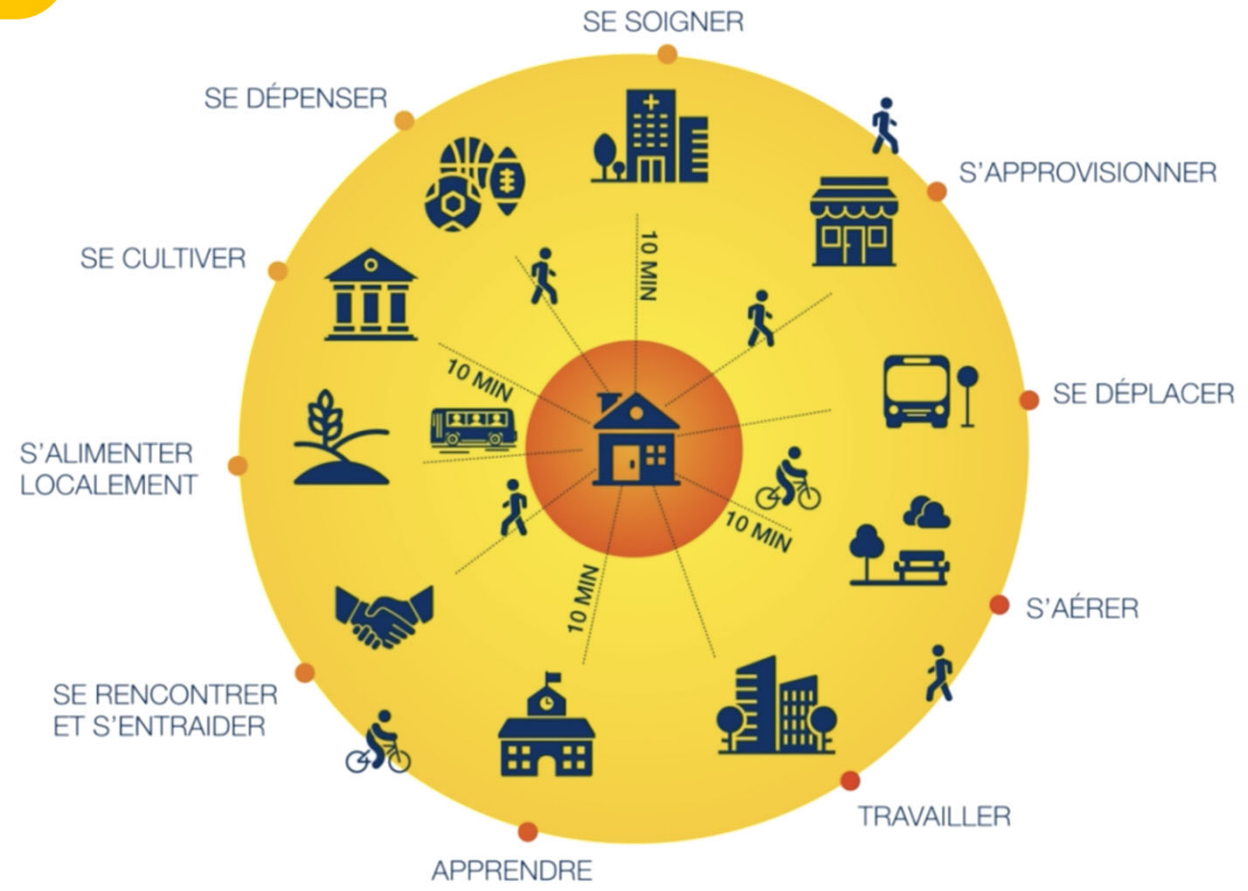 SE SOIGNER
SE DÉPENSER
S'APPROVISIONNER
SE CULTIVER
10 MIN
10 MIN
SE DÉPLACER
S'ALIMENTER
LOCALEMENT
10 MIN
10 MIN
S'AÉRER
SE RENCONTRER
ET S'ENTRAIDER
TRAVAILLER
APPRENDRE